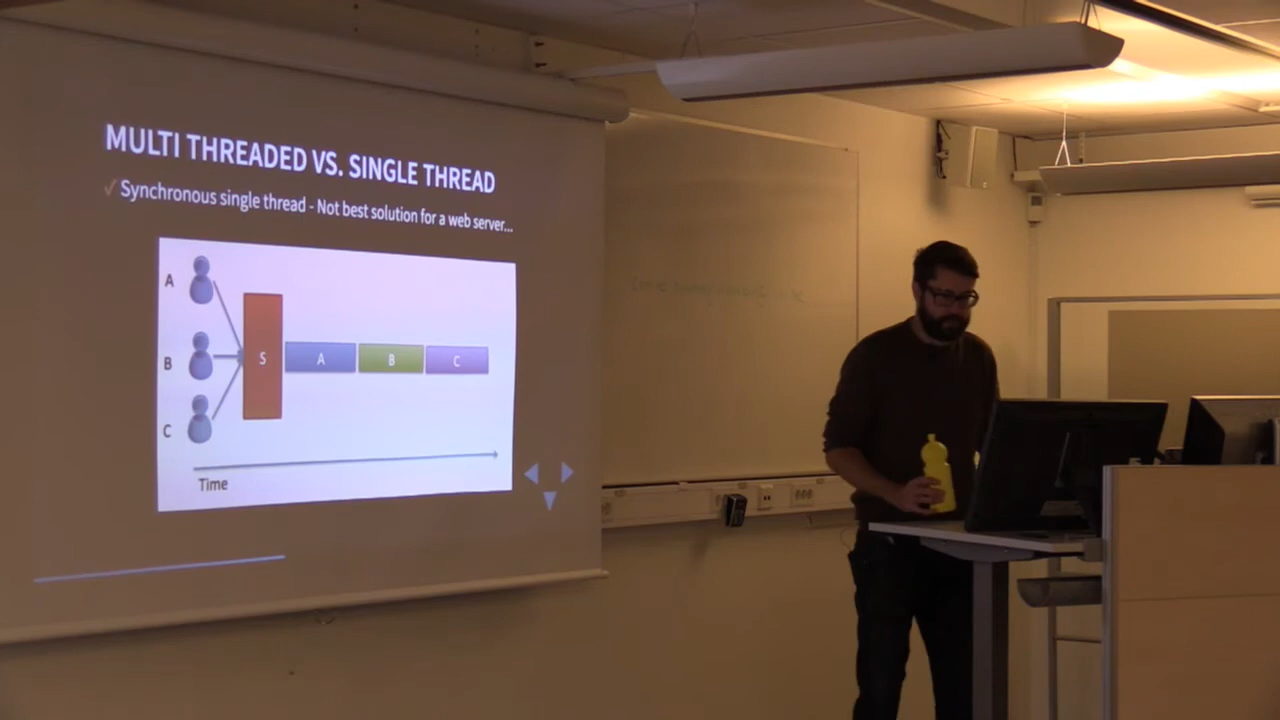 MULTI THREADED VS. SINGLE THREAD
✓ Synchronous single thread - Not best solution for a web server...
A
B
C
S
A B C
Time